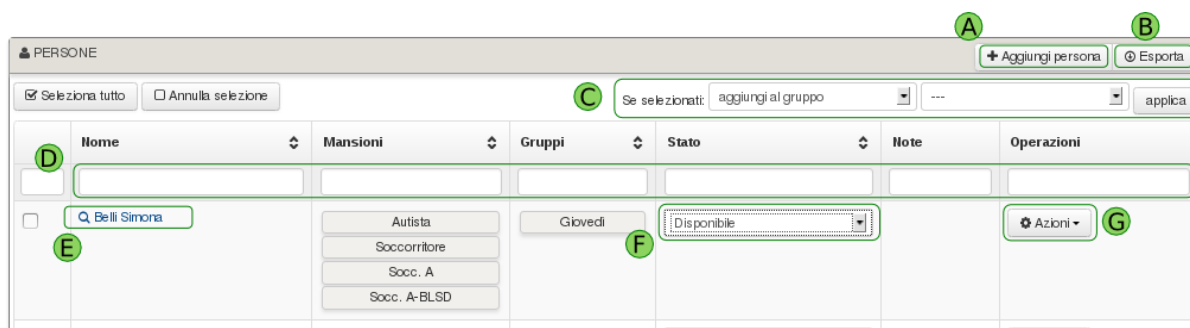 A
B
PERSONE
Aggiungi persona
Esporta
Seleziona tutto
Annulla selezione
C
Se selezionati:
aggiungi al gruppo
---
applica
Nome
Mansioni
Gruppi
Stato
Note
Operazioni
D
Belli Simona
Autista
Giovedì
Disponibile
Azioni
G
E
F
Soccorritore
Socc. A
Socc. A-BLSD